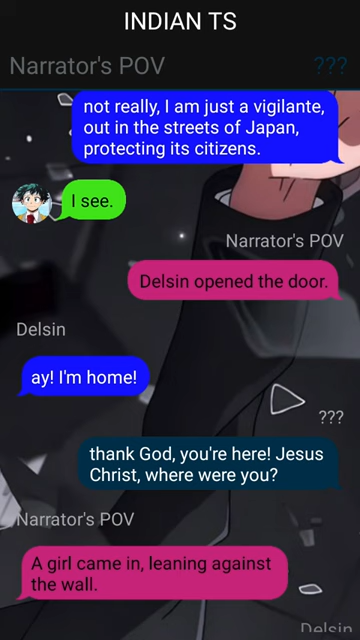 INDIAN TS
Narrator's POV
???
not really, I am just a vigilante,
out in the streets of Japan,
protecting its citizens.
I see.
Narrator's POV
Delsin opened the door.
Delsin
ay! I'm home!
???
thank God, you're here! Jesus
Christ, where were you?
Narrator's POV
A girl came in, leaning against
the wall.
Delsin